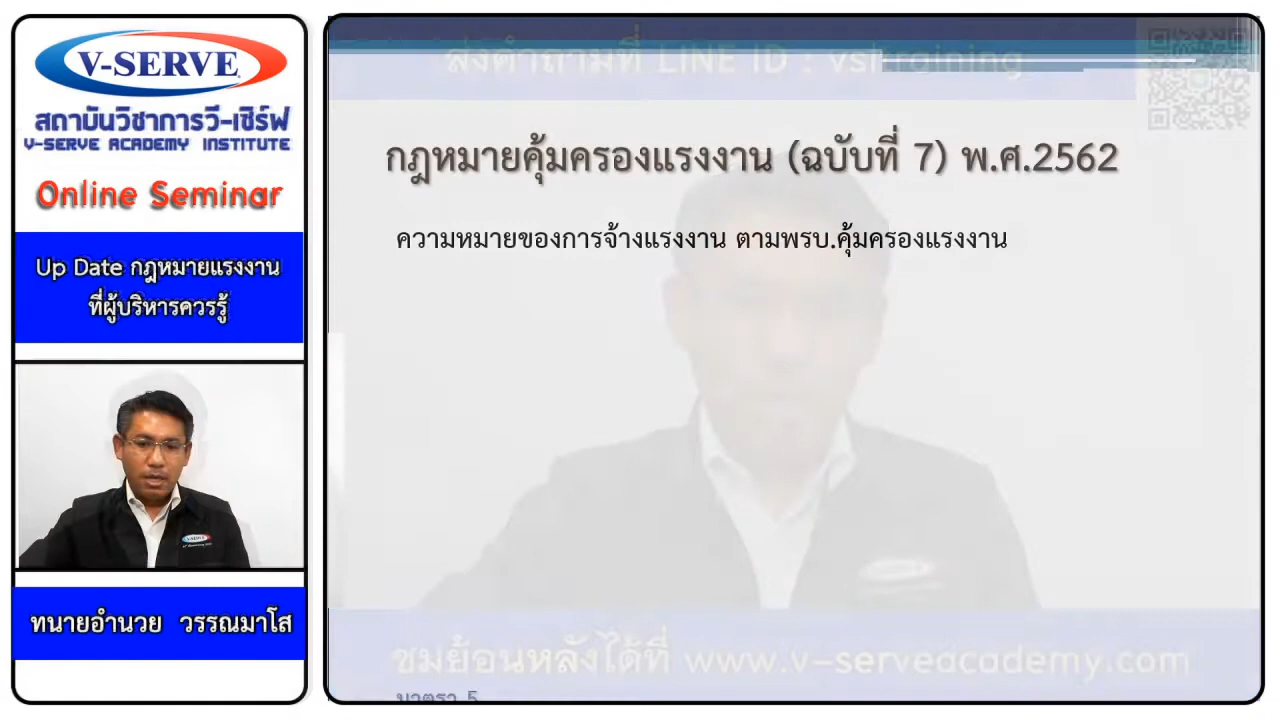 V-SERVE
สถาบันวิชาการวี-เซิร์ฟ
V-SERVE ACADEMY INSTITUTE
Online Seminar
Up Date กฎหมายแรงงาน
ที่ผู้บริหารควรรู้
V-SERVE
ทนายอำนวย วรรณมาโส
ส่งคำถามที่ LINE ID : vsltraining
กฎหมายคุ้มครองแรงงาน (ฉบับที่ 7) พ.ศ.2562
ความหมายของการจ้างแรงงาน ตามพรบ.คุ้มครองแรงงาน
ชมย้อนหลังได้ที่ www.v-serveacademy.com
มาตรา 5